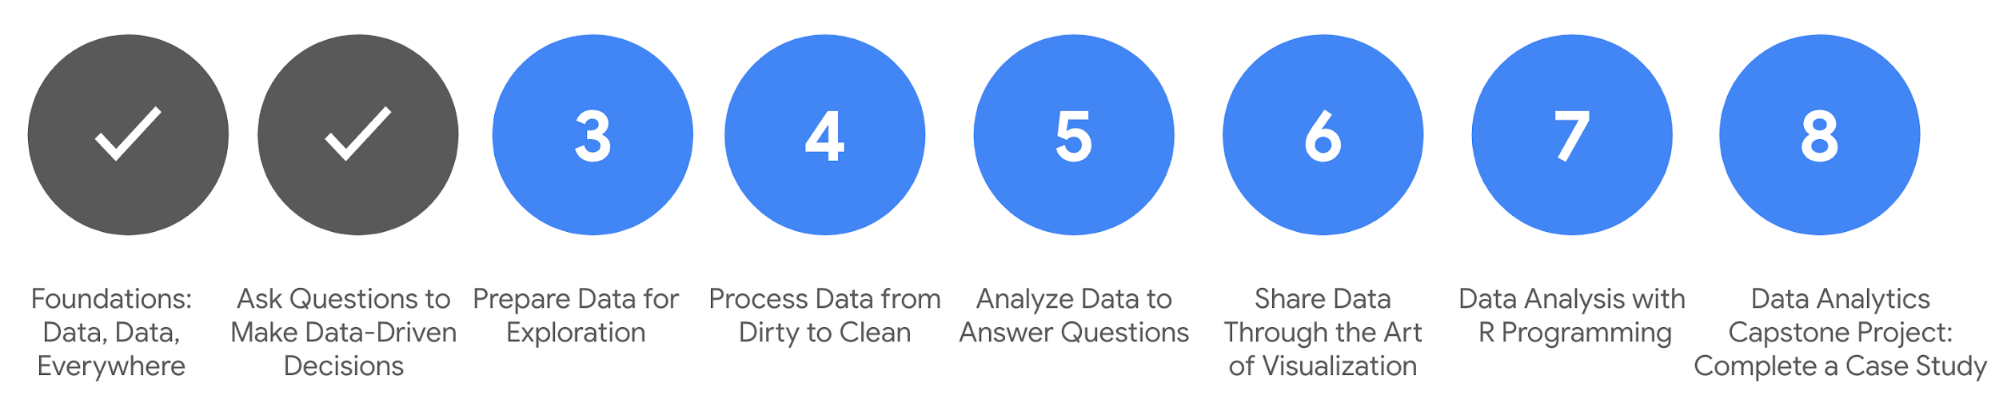 3
4
5
6
7
8
Foundations:
Data, Data,
Everywhere
Ask Questions to
Make Data-Driven
Decisions
Prepare Data for
Exploration
Process Data from
Dirty to Clean
Analyze Data to
Answer Questions
Share Data
Through the Art
of Visualization
Data Analysis with
R Programming
Data Analytics
Capstone Project:
Complete a Case Study